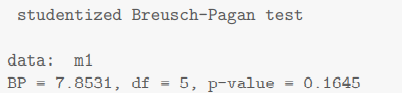 studentized Breusch-Pagan test
data: m1
BP = 7.8531, df = 5, p-value = 0.1645